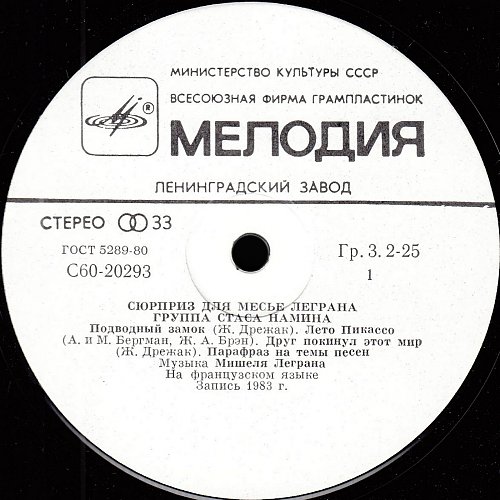 МИНИСТЕРСТВО КУЛЬТУРЫ СССР
ВСЕСОЮЗНАЯ ФИРМА ГРАМПЛАСТИНОК
®
МЕЛОДИЯ
ЛЕНИНГРАДСКИЙ ЗАВОД
СТЕРЕО 33
ГОСТ 5289-80
Гр. 3. 2-25
С60-20293
1
СЮРПРИЗ ДЛЯ МЕСЬЕ ЛЕГРАНА
ГРУППА СТАСА НАМИНА
Подводный замок (Ж. Дрежак). Лето Пикассо
(А. и М. Бергман, Ж. А. Брэн). Друг покинул этот мир
(Ж. Дрежак). Парафраз на темы песен
Музыка Мишеля Леграна
На французском языке
Запись 1983 г.